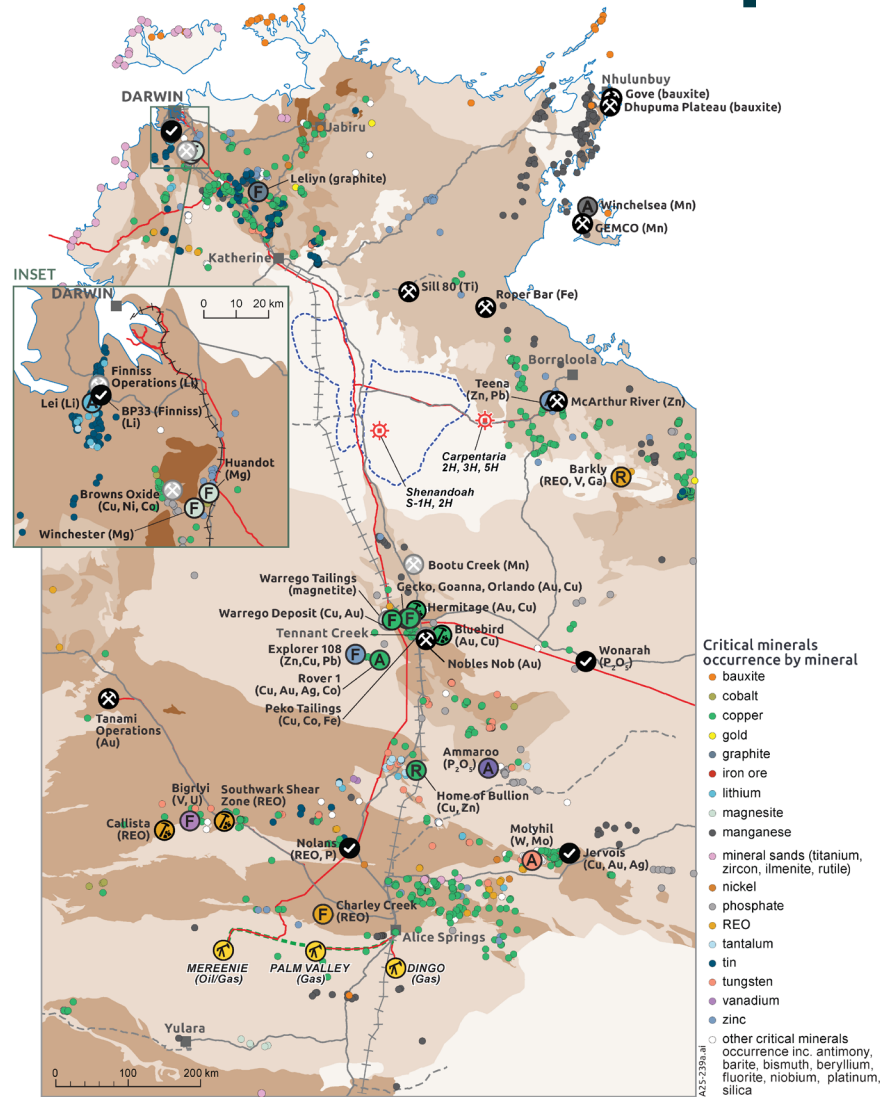 Nhulunbuy
Gove (bauxite)
Dhupuma Plateau (bauxite)
DARWIN
Jabiru
Leliyn (graphite)
F
A
Winchelsea (Mn)
GEMCO (Mn)
Katherine
INSET
DARWIN
0 10 20 km
Finniss
Operations (Li)
Lei (Li)
A
BP33 (Finniss)
(Li)
Huandot
(Mg)
F
Browns Oxide
(Cu, Ni, Co)
F
Winchester (Mg)
Sill 80 (Ti)
Roper Bar (Fe)
Borroloola
Teena
(Zn, Pb)
McArthur River (Zn)
Carpentaria
2H, 3H, 5H
Shenandoah
S-1H, 2H
Barkly
(REO, V, Ga)
R
Bootu Creek (Mn)
Warrego Tailings
(magnetite)
Gecko, Goanna, Orlando (Au, Cu)
Hermitage (Au, Cu)
Warrego Deposit (Cu, Au)
F
F
Tennant Creek
Bluebird
(Au, Cu)
Explorer 108
(Zn,Cu, Pb)
F
A
Nobles Nob (Au)
Wonarah
(P₂O₅)
Rover 1
(Cu, Au, Ag, Co)
Peko Tailings
(Cu, Co, Fe)
Tanami
Operations
(Au)
Ammaroo
(P₂O₅)
A
R
Home of Bullion
(Cu, Zn)
Bigrlyi
(V, U)
F
Southwark Shear
Zone (REO)
Callista
(REO)
Nolans
(REO, P)
Molyhil
(W, Mo)
A
Jervois
(Cu, Au, Ag)
Charley Creek
(REO)
F
Alice Springs
MEREENIE
(Oil/Gas)
PALM VALLEY
(Gas)
DINGO
(Gas)
Yulara
0 100 200 km
Critical minerals
occurrence by mineral
bauxite
cobalt
copper
gold
graphite
iron ore
lithium
magnesite
manganese
mineral sands (titanium,
zircon, ilmenite, rutile)
nickel
phosphate
REO
tantalum
tin
tungsten
vanadium
zinc
other critical minerals
occurrence inc. antimony,
barite, bismuth, beryllium,
fluorite, niobium, platinum,
silica
A25-239a.ai